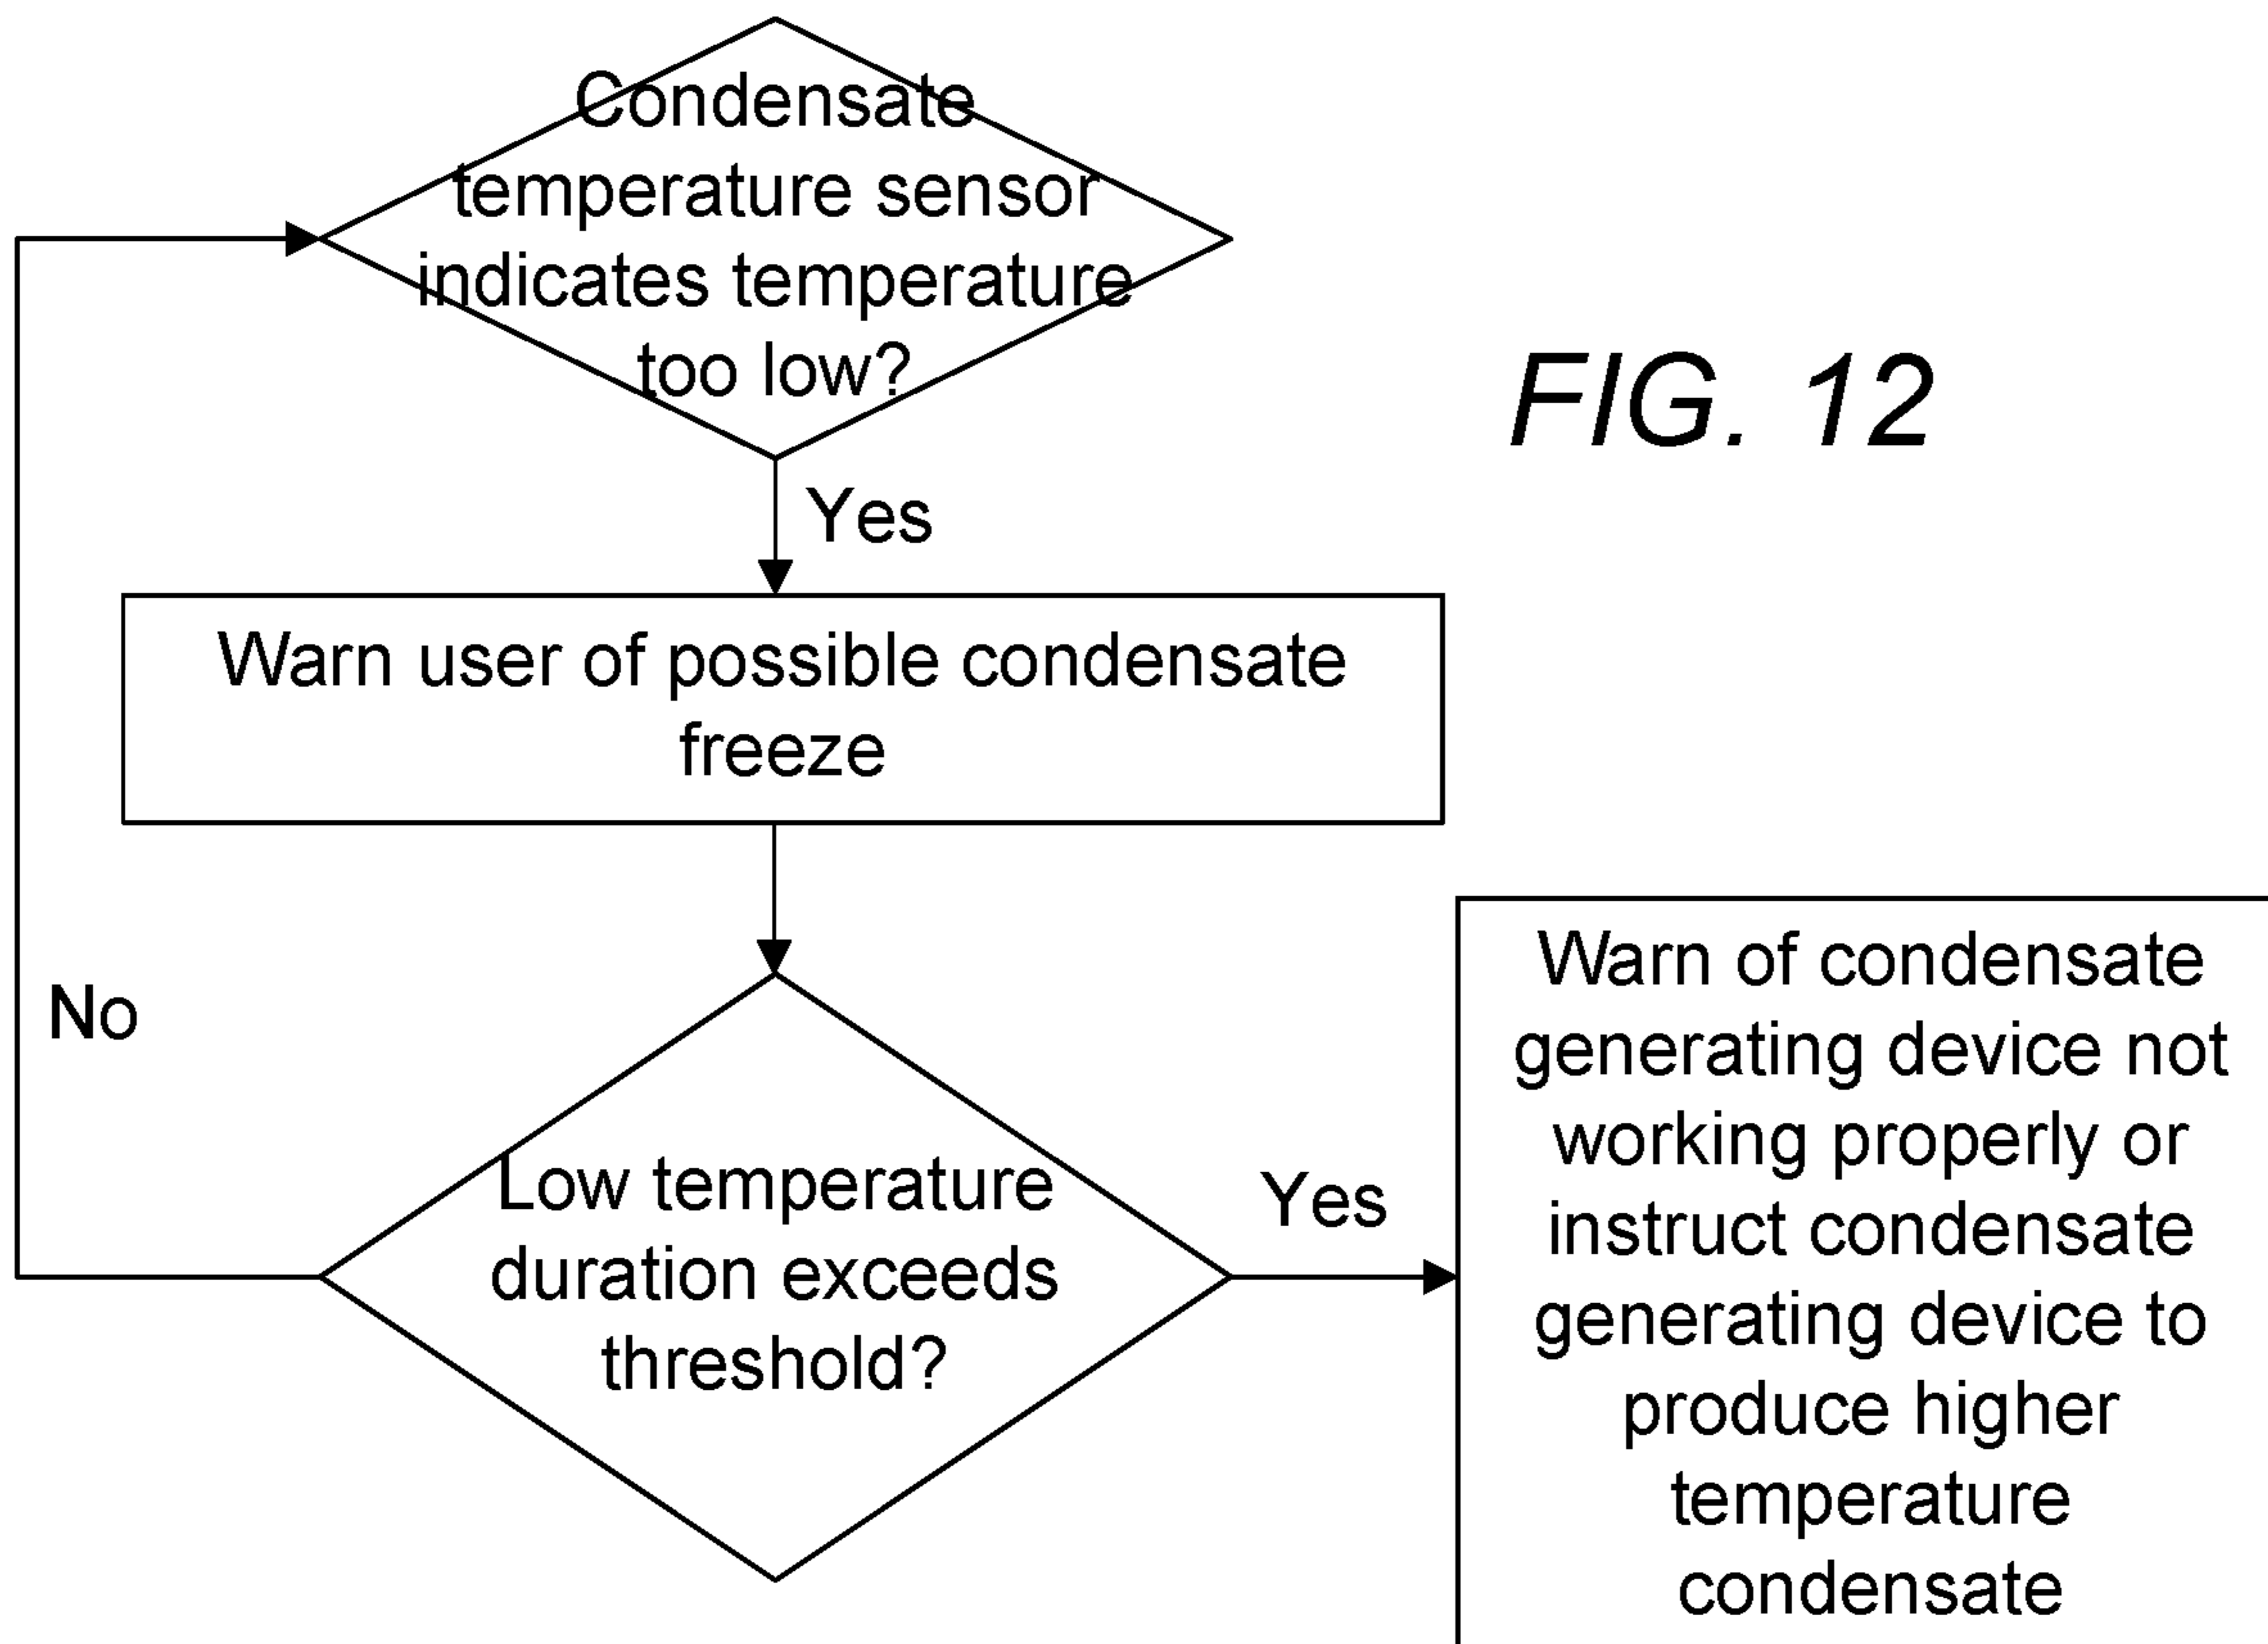 Condensate
temperature sensor
indicates temperature
too low?
FIG. 12
Yes
Warn user of possible condensate
freeze
No
Low temperature
duration exceeds
threshold?
Yes
Warn of condensate
generating device not
working properly or
instruct condensate
generating device to
produce higher
temperature
condensate